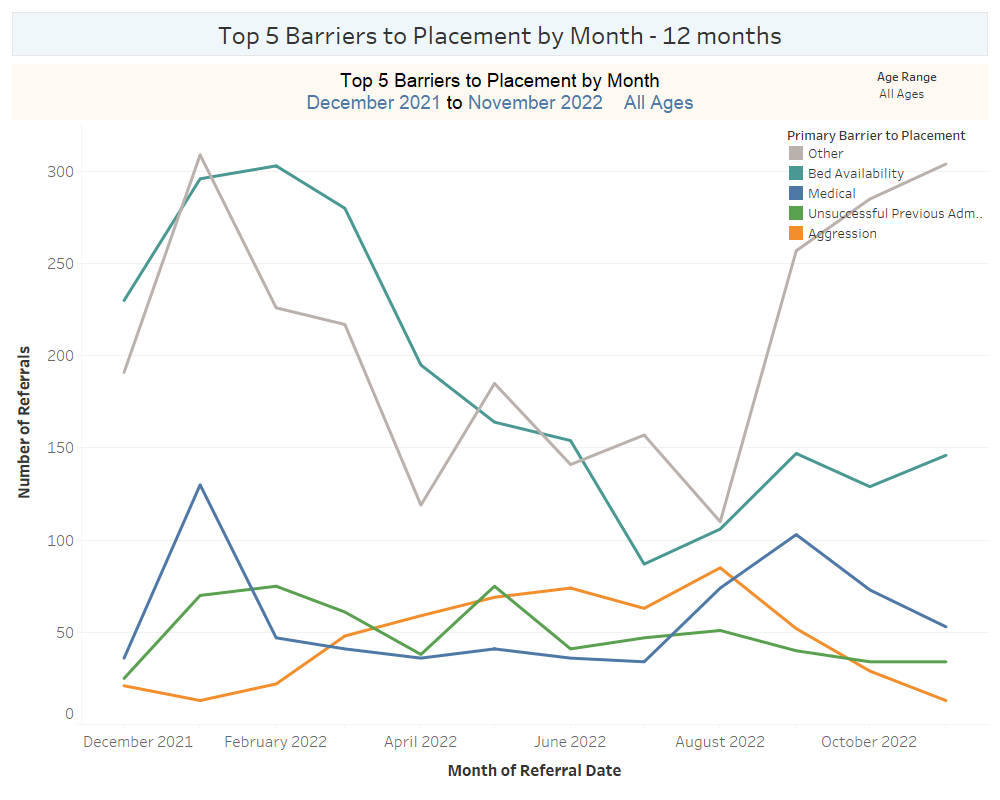 Top 5 Barriers to Placement by Month - 12 months
Top 5 Barriers to Placement by Month
December 2021 to November 2022 All Ages
Age Range
All Ages
Primary Barrier to Placement
Other
Bed Availability
Medical
Unsuccessful Previous Adm..
Aggression
Number of Referrals
300
250
200
150
100
50
0
December 2021
February 2022
April 2022
June 2022
August 2022
October 2022
Month of Referral Date